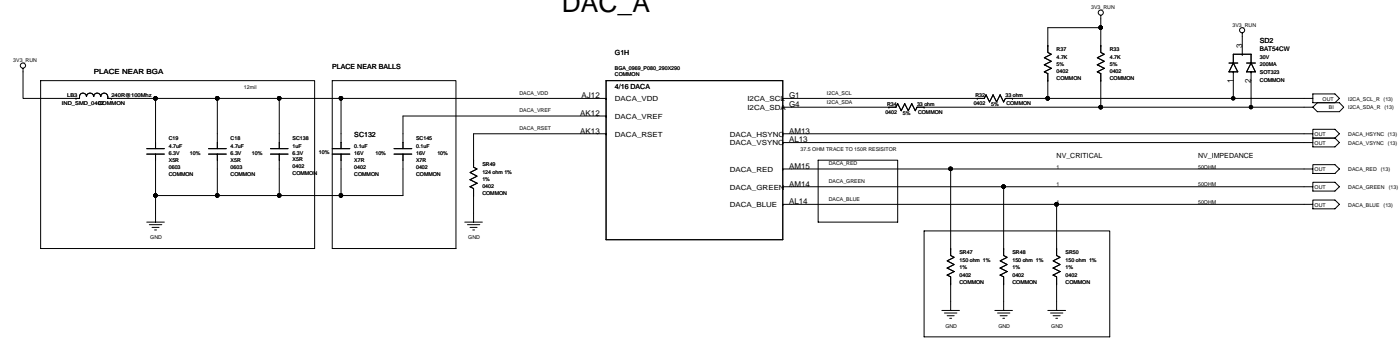 DAC_A
3V3_RUN
PLACE NEAR BGA
LB3
240R@100Mhz
IND_SMD_0402
COMMON
12mil
C19
4.7uF
6.3V 10%
X5R
0603
COMMON
C18
4.7uF
6.3V 10%
X5R
0603
COMMON
SC138
1uF
6.3V 10%
X5R
0402
COMMON
GND
PLACE NEAR BALLS
SC132
0.1uF
16V 10%
X7R
0402
COMMON
SC145
0.1uF
16V 10%
X7R
0402
COMMON
DACA_VDD
DACA_VREF
DACA_RSET
SR49
124 ohm 1%
1%
0402
COMMON
GND
G1H
BGA_0969_P080_290X290
COMMON
4/16 DACA
AJ12 DACA_VDD
AK12 DACA_VREF
AK13 DACA_RSET
I2CA_SCL G1 I2CA_SCL
I2CA_SDA G4 I2CA_SDA
DACA_HSYNC AM13
DACA_VSYNC AL13
37.5 OHM TRACE TO 150R RESISTOR
DACA_RED AM15 DACA_RED
DACA_GREEN AM14 DACA_GREEN
DACA_BLUE AL14 DACA_BLUE
R32 33 ohm
0402 5% COMMON
R34 33 ohm
0402 5% COMMON
3V3_RUN
R37
4.7K
5%
0402
COMMON
R33
4.7K
5%
0402
COMMON
3V3_RUN
SD2
BAT54CW
30V
200MA
SOT323
COMMON
3
1
2
OUT I2CA_SCL_R (13)
BI I2CA_SDA_R (13)
OUT DACA_HSYNC (13)
OUT DACA_VSYNC (13)
NV_CRITICAL NV_IMPEDANCE
1 50OHM OUT DACA_RED (13)
1 50OHM OUT DACA_GREEN (13)
50OHM OUT DACA_BLUE (13)
SR47
150 ohm 1%
1%
0402
COMMON
GND
SR48
150 ohm 1%
1%
0402
COMMON
GND
SR50
150 ohm 1%
1%
0402
COMMON
GND